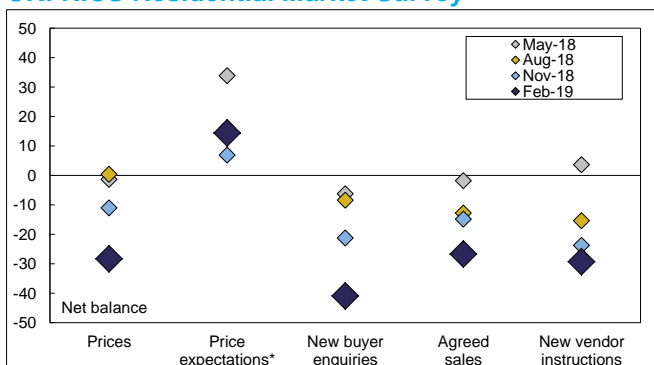 50
40
30
20
10
0
-10
-20
-30
-40
-50
May-18
Aug-18
Nov-18
Feb-19
Net balance
Prices
Price expectations*
New buyer enquiries
Agreed sales
New vendor instructions